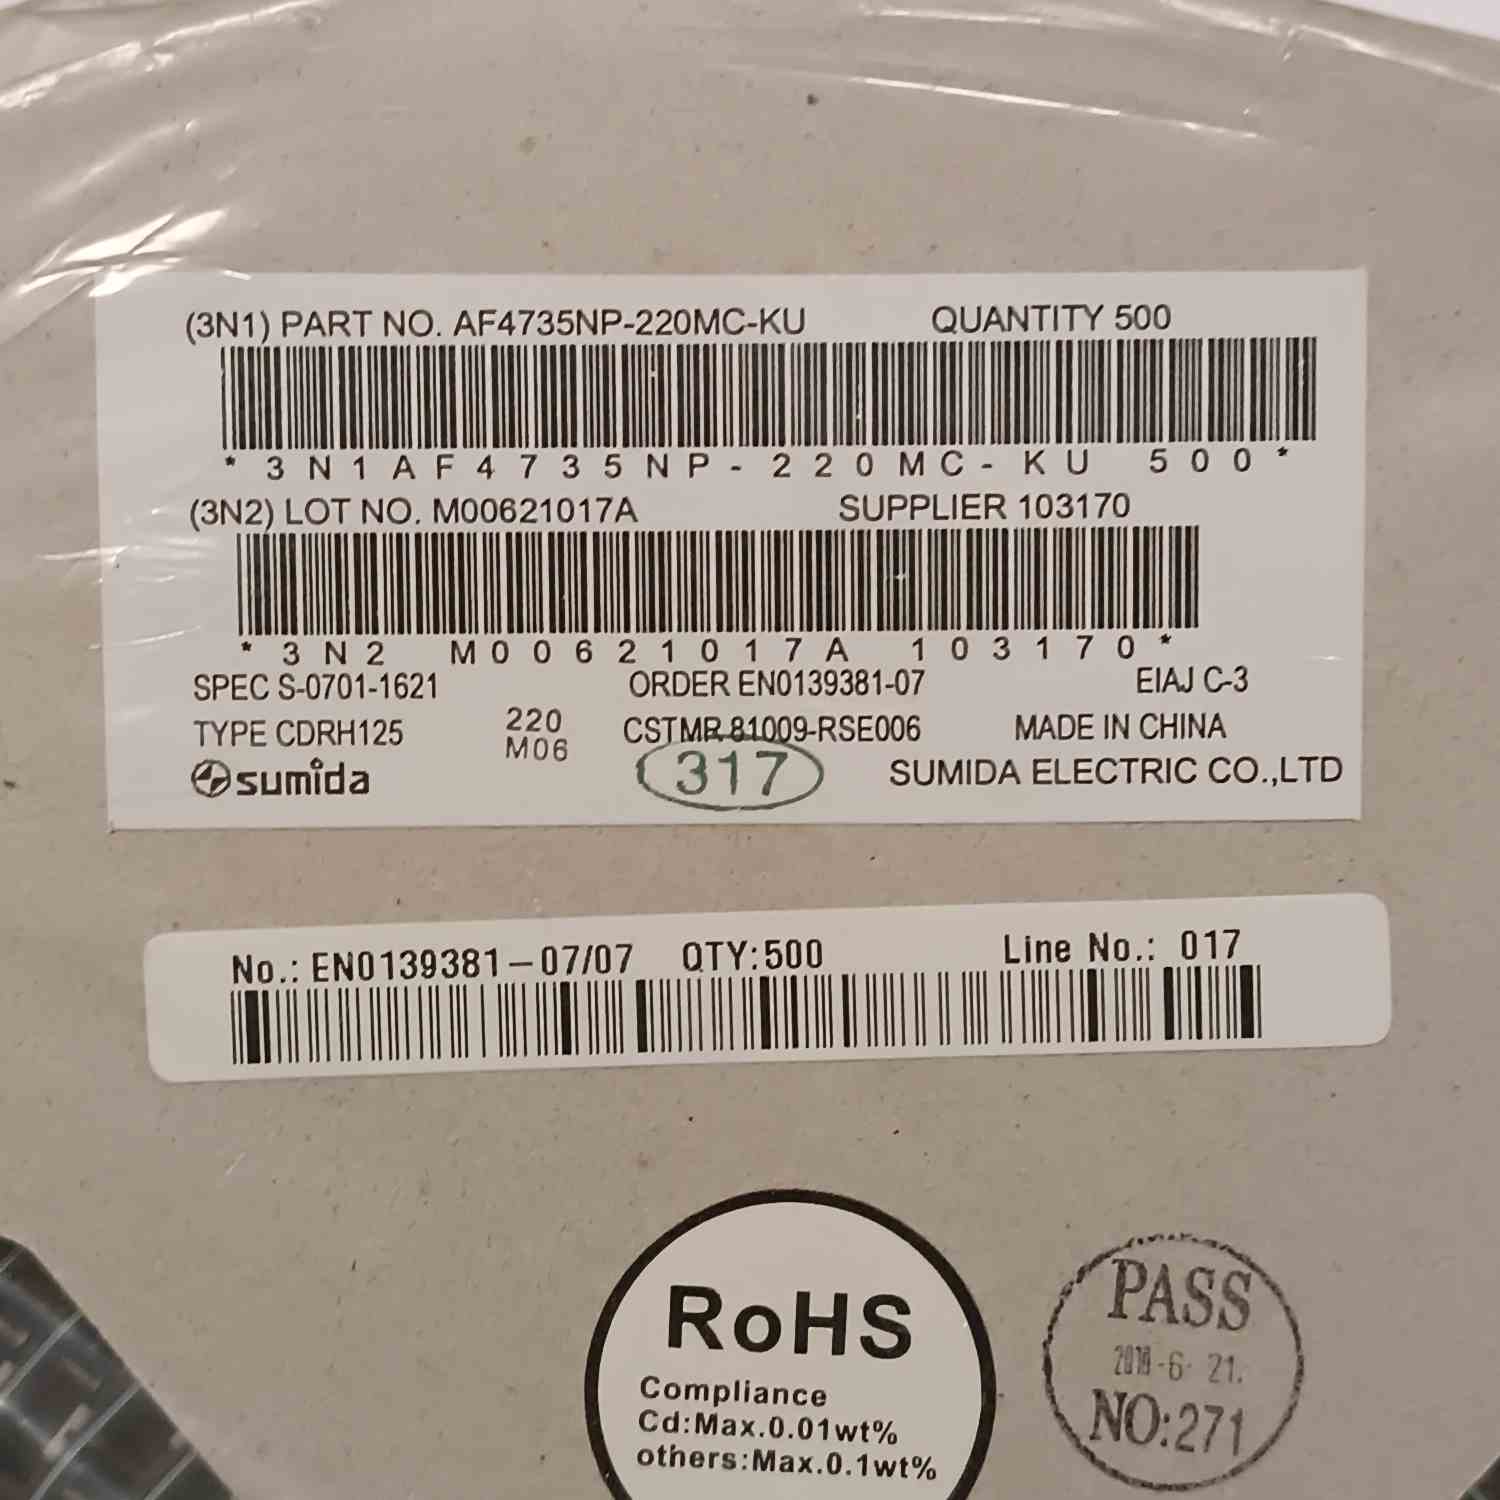 (3N1) PART NO. AF4735NP-220MC-KU QUANTITY 500
*3N1AF4735NP-220MC-KU 500*
(3N2) LOT NO. M00621017A SUPPLIER 103170
*3N2 M00621017A 103170*
SPEC S-0701-1621 ORDER EN0139381-07 EIAJ C-3
TYPE CDRH125 220 CSTMR 81009-RSE006 MADE IN CHINA
M06
sumida 317 SUMIDA ELECTRIC CO.,LTD
No.: EN0139381-07/07 QTY:500 Line No.: 017
RoHS
Compliance
Cd:Max.0.01wt%
others:Max.0.1wt%
PASS
6 21.
NO:271